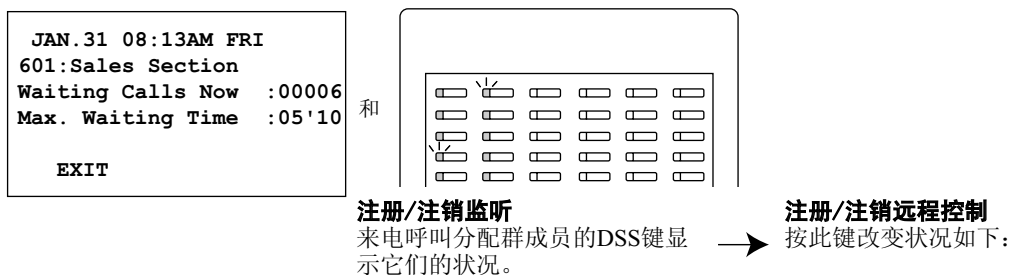 JAN.31 08:13AM FRI
601:Sales Section
Waiting Calls Now :00006
Max. Waiting Time :05'10
EXIT
和
注册/注销监听
来电呼叫分配群成员的DSS键显
示它们的状况。
注册/注销远程控制
按此键改变状况如下：